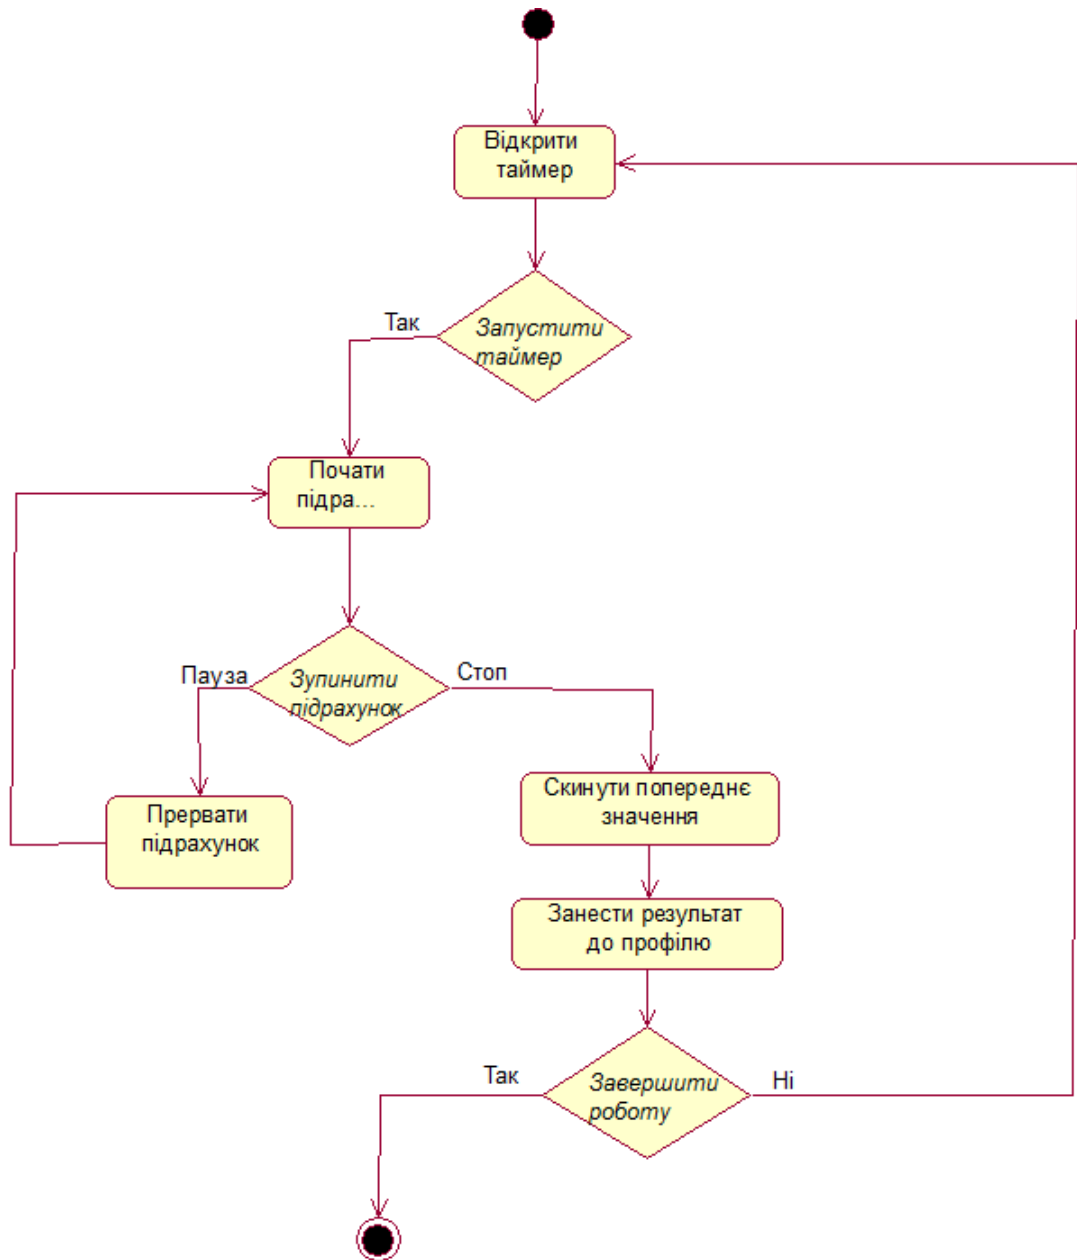 Відкрити
таймер
Так
Запустити
таймер
Почати
підра...
Пауза
Зупинити
підрахунок
Стоп
Прервати
підрахунок
Скинути попереднє
значення
Занести результат
до профілю
Так
Завершити
роботу
Ні